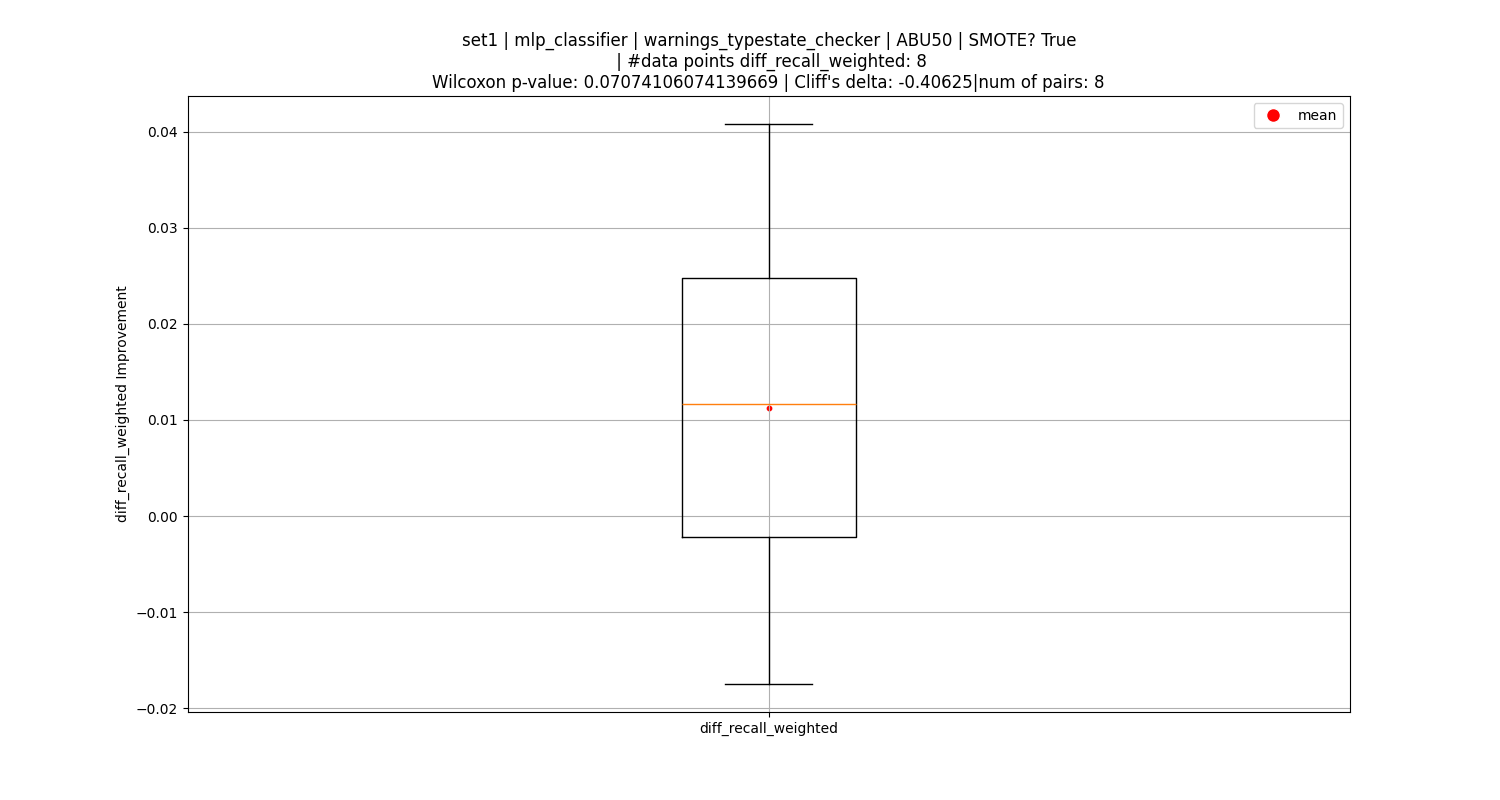 set1 | mlp_classifier | warnings_typestate_checker | ABU50 | SMOTE? True
| #data points diff_recall_weighted: 8
Wilcoxon p-value: 0.07074106074139669 | Cliff's delta: -0.40625|num of pairs: 8
mean
0.04
0.03
0.02
0.01
0.00
−0.01
−0.02
diff_recall_weighted Improvement
diff_recall_weighted